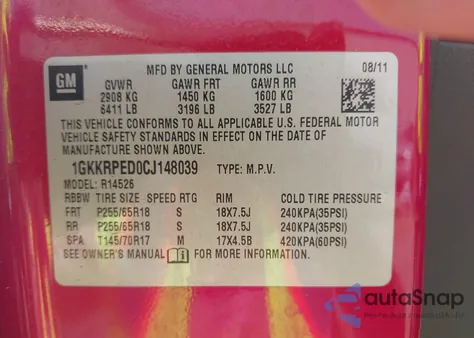 GM
MFD BY GENERAL MOTORS LLC 08/11
GVWR GAWR FRT GAWR RR
2908 KG 1450 KG 1600 KG
6411 LB 3196 LB 3527 LB
THIS VEHICLE CONFORMS TO ALL APPLICABLE U.S. FEDERAL MOTOR
VEHICLE SAFETY STANDARDS IN EFFECT ON THE DATE OF
MANUFACTURE SHOWN ABOVE.
1GKKRPED0CJ148039 TYPE: M.P.V.
MODEL: R14526
RBBW TIRE SIZE SPEED RTG RIM COLD TIRE PRESSURE
FRT P255/65R18 S 18X7.5J 240KPA(35PSI)
RR P255/65R18 S 18X7.5J 240KPA(35PSI)
SPA T145/70R17 M 17X4.5B 420KPA(60PSI)
SEE OWNER'S MANUAL FOR MORE INFORMATION.
autaSnap